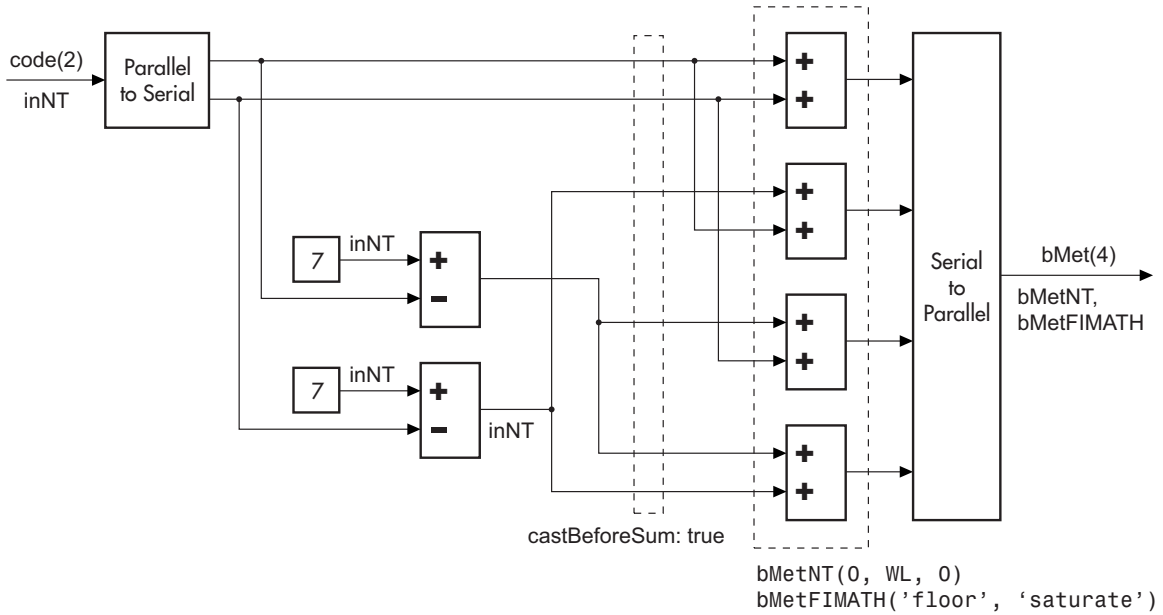 code(2)
inNT
Parallel
to Serial
+
+
+
+
7
inNT
+
−
Serial
to
Parallel
bMet(4)
bMetNT,
bMetFIMATH
+
+
7
inNT
+
−
inNT
+
+
castBeforeSum: true
bMetNT(0, WL, 0)
bMetFIMATH('floor', ‘saturate’)